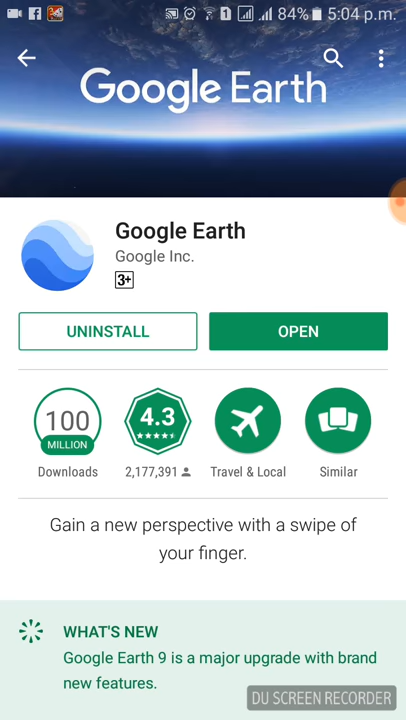 1 84% 5:04 p.m.
Google Earth
Google Earth
Google Inc.
3+
UNINSTALL OPEN
100
MILLION
4.3
Downloads 2,177,391 Travel & Local Similar
Gain a new perspective with a swipe of
your finger.
WHAT'S NEW
Google Earth 9 is a major upgrade with brand
new features.
DU SCREEN RECORDER